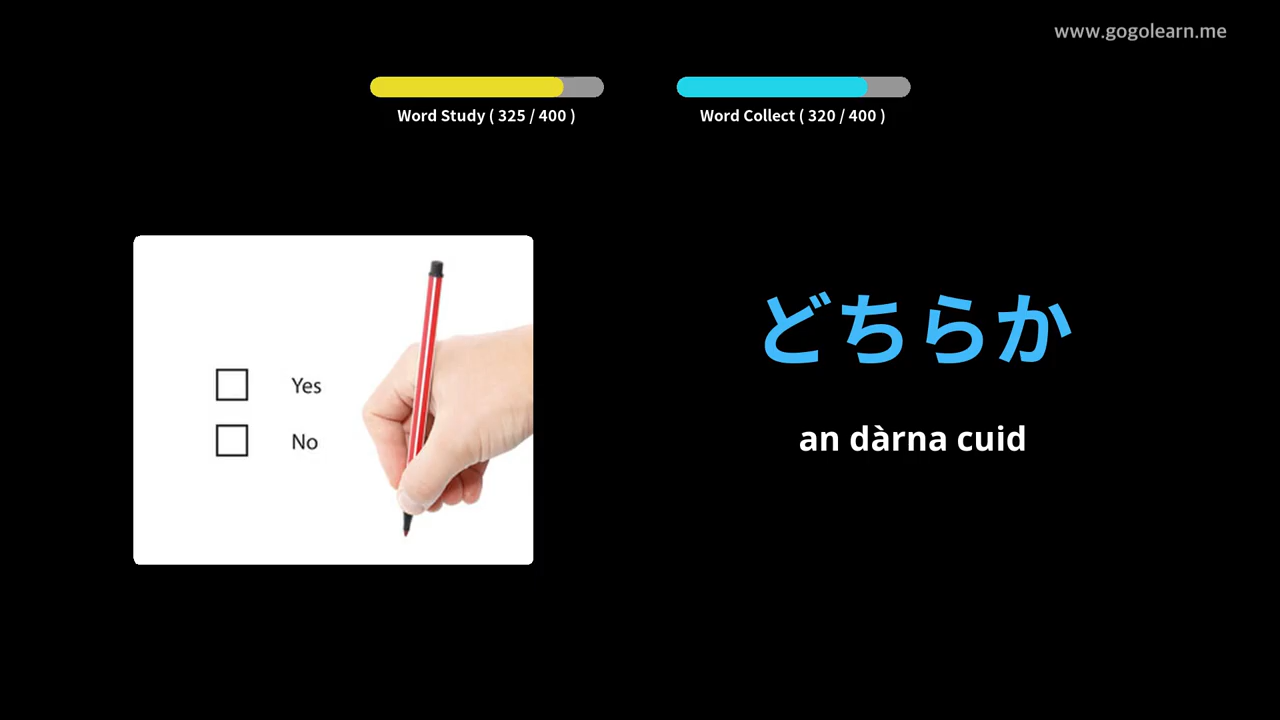 www.gogolearn.me
Word Study ( 325 / 400 )
Word Collect ( 320 / 400 )
Yes
No
どちらか
an dàrna cuid